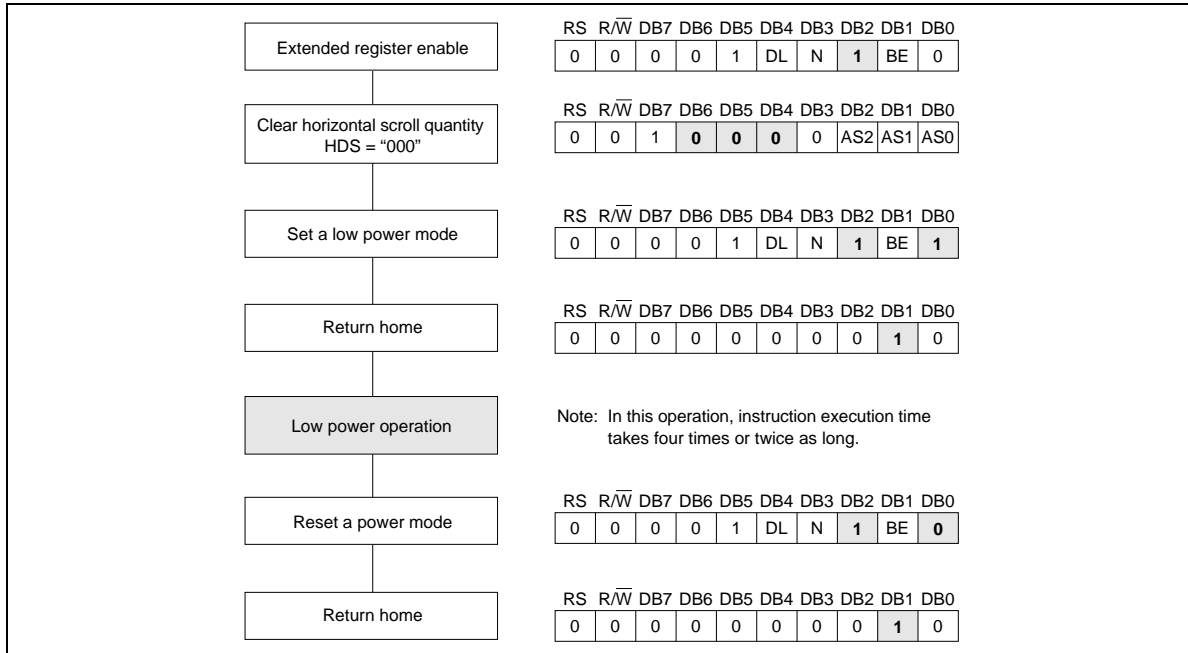 Extended register enable
RS R/W̅ DB7 DB6 DB5 DB4 DB3 DB2 DB1 DB0
0 0 0 0 1 DL N 1 BE 0
Clear horizontal scroll quantity
HDS = “000”
RS R/W̅ DB7 DB6 DB5 DB4 DB3 DB2 DB1 DB0
0 0 1 0 0 0 0 AS2 AS1 AS0
Set a low power mode
RS R/W̅ DB7 DB6 DB5 DB4 DB3 DB2 DB1 DB0
0 0 0 0 1 DL N 1 BE 1
Return home
RS R/W̅ DB7 DB6 DB5 DB4 DB3 DB2 DB1 DB0
0 0 0 0 0 0 0 0 1 0
Low power operation
Note: In this operation, instruction execution time
takes four times or twice as long.
Reset a power mode
RS R/W̅ DB7 DB6 DB5 DB4 DB3 DB2 DB1 DB0
0 0 0 0 1 DL N 1 BE 0
Return home
RS R/W̅ DB7 DB6 DB5 DB4 DB3 DB2 DB1 DB0
0 0 0 0 0 0 0 0 1 0